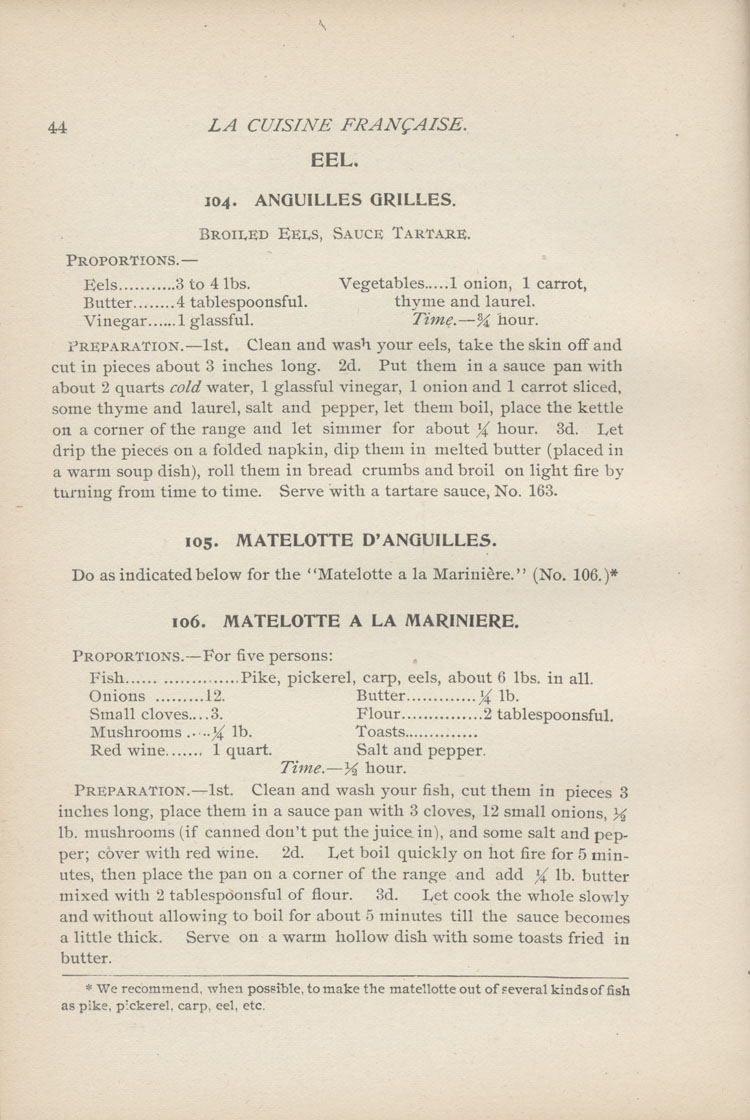 44 LA CUISINE FRANÇAISE.
EEL.
104. ANGUILLES GRILLES.
BROILED EELS, SAUCE TARTARE.
PROPORTIONS.—
Eels...........3 to 4 lbs. Vegetables.....1 onion, 1 carrot,
Butter........4 tablespoonsful. thyme and laurel.
Vinegar......1 glassful. Time.—¾ hour.
PREPARATION.—1st. Clean and wash your eels, take the skin off and
cut in pieces about 3 inches long. 2d. Put them in a sauce pan with
about 2 quarts cold water, 1 glassful vinegar, 1 onion and 1 carrot sliced,
some thyme and laurel, salt and pepper, let them boil, place the kettle
on a corner of the range and let simmer for about ¼ hour. 3d. Let
drip the pieces on a folded napkin, dip them in melted butter (placed in
a warm soup dish), roll them in bread crumbs and broil on light fire by
turning from time to time. Serve with a tartare sauce, No. 163.
105. MATELOTTE D'ANGUILLES.
Do as indicated below for the "Matelotte a la Marinière." (No. 106.)*
106. MATELOTTE A LA MARINIERE.
PROPORTIONS.—For five persons:
Fish...... ..............Pike, pickerel, carp, eels, about 6 lbs. in all.
Onions .........12. Butter.............¼ lb.
Small cloves....3. Flour...............2 tablespoonsful.
Mushrooms .....¼ lb. Toasts..............
Red wine....... 1 quart. Salt and pepper.
Time.—½ hour.
PREPARATION.—1st. Clean and wash your fish, cut them in pieces 3
inches long, place them in a sauce pan with 3 cloves, 12 small onions, ¼
lb. mushrooms (if canned don't put the juice in), and some salt and pep-
per; cover with red wine. 2d. Let boil quickly on hot fire for 5 min-
utes, then place the pan on a corner of the range and add ¼ lb. butter
mixed with 2 tablespoonsful of flour. 3d. Let cook the whole slowly
and without allowing to boil for about 5 minutes till the sauce becomes
a little thick. Serve on a warm hollow dish with some toasts fried in
butter.
* We recommend, when possible, to make the matellotte out of several kinds of fish
as pike, pickerel, carp, eel, etc.